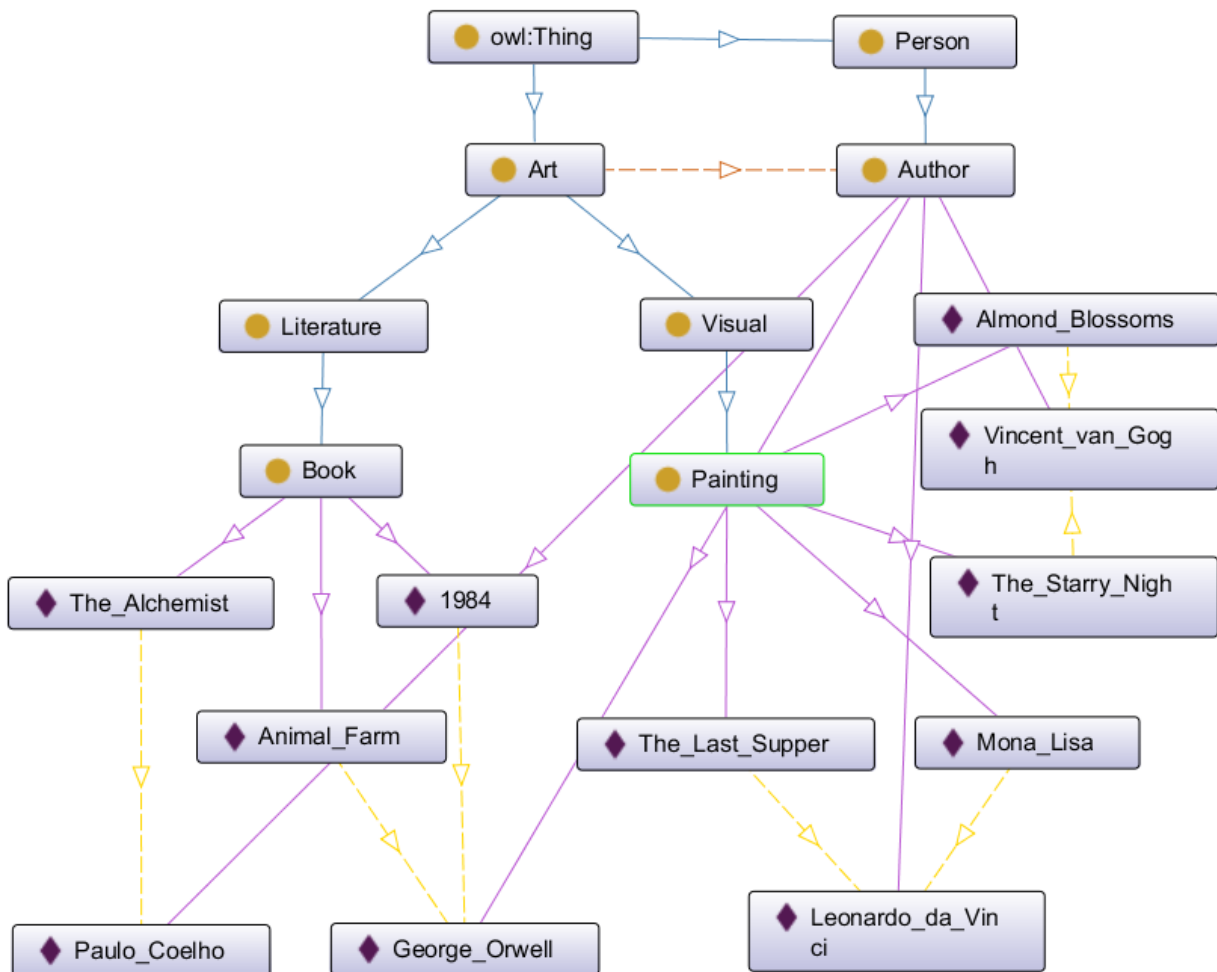 owl:Thing
Person
Art
Author
Literature
Visual
Almond_Blossoms
Vincent_van_Gog
h
Book
Painting
The_Alchemist
1984
The_Starry_Nigh
t
Animal_Farm
The_Last_Supper
Mona_Lisa
Leonardo_da_Vin
ci
Paulo_Coelho
George_Orwell